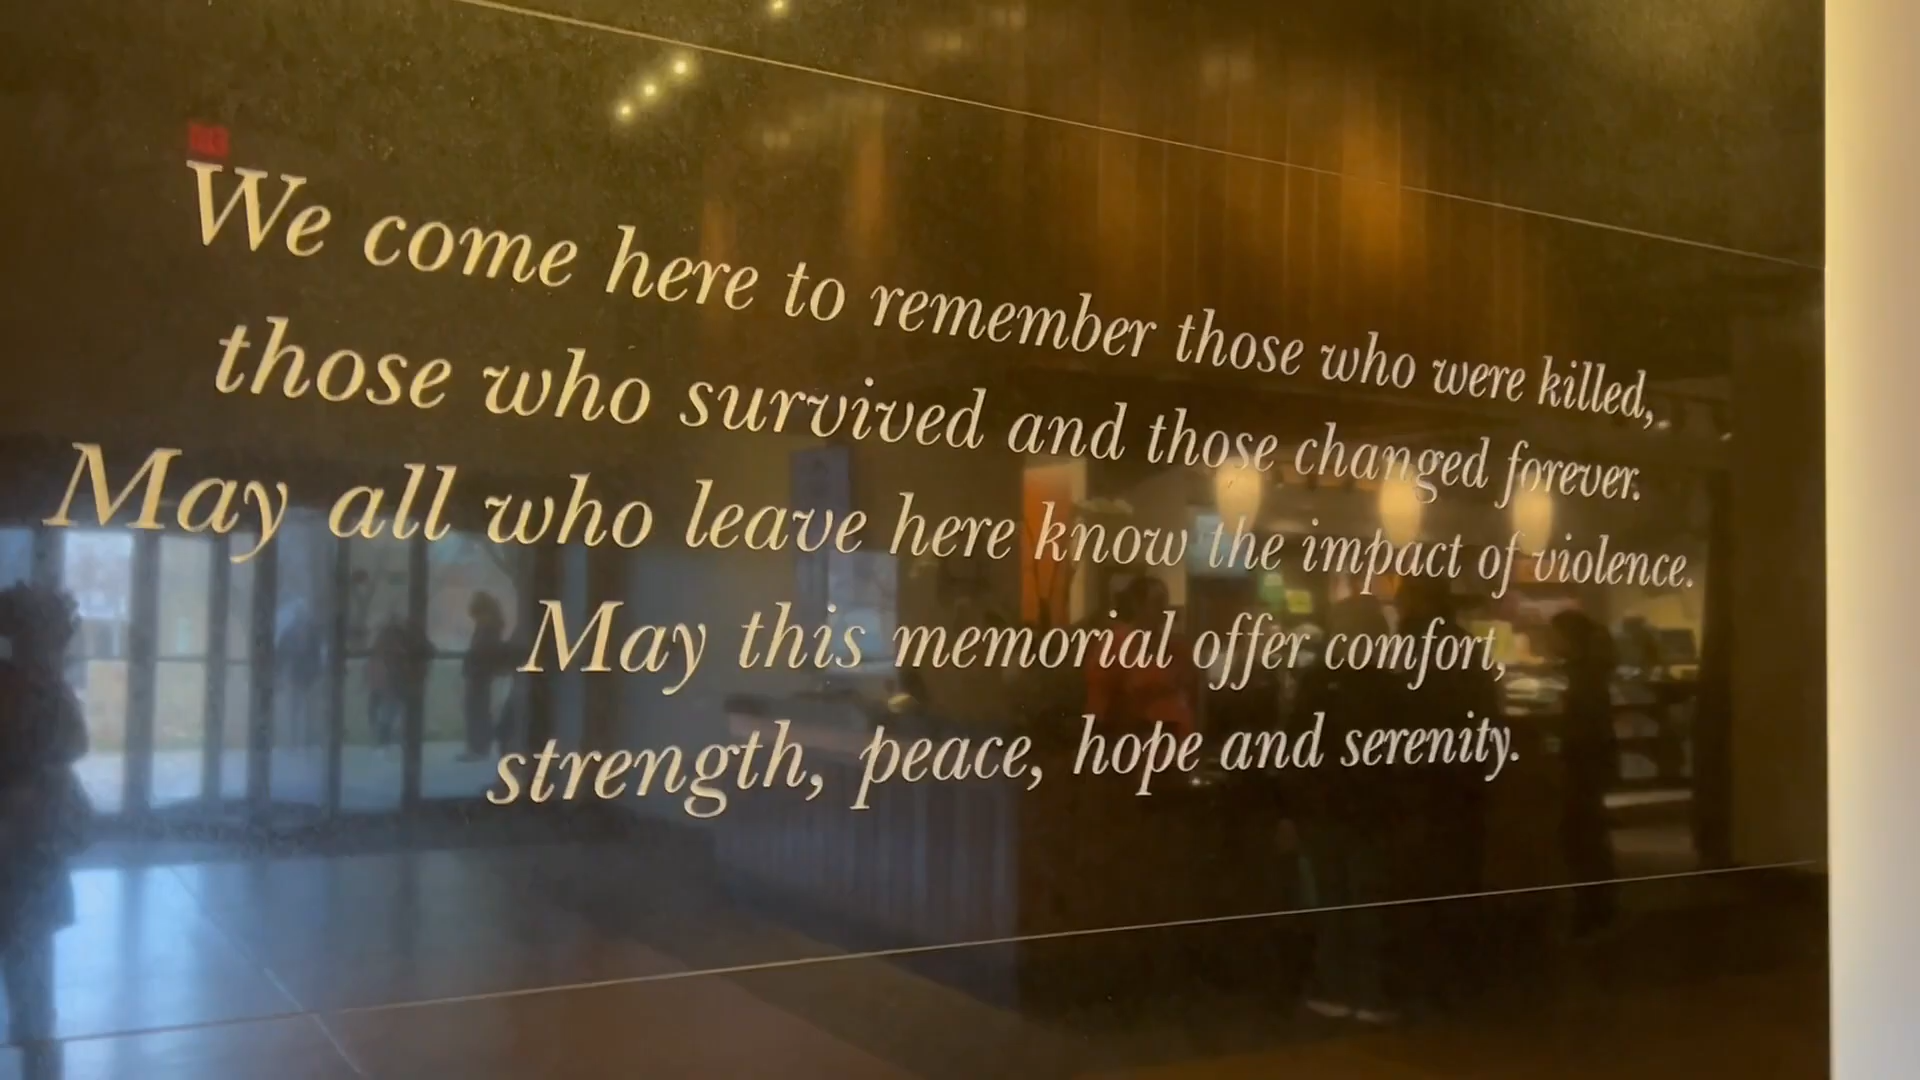 We come here to remember those who were killed,
those who survived and those changed forever.
May all who leave here know the impact of violence.
May this memorial offer comfort,
strength, peace, hope and serenity.